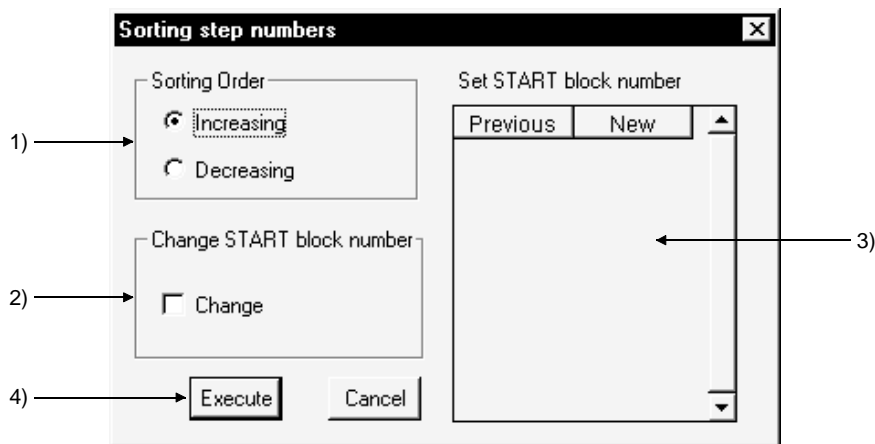 Sorting step numbers
Sorting Order
Increasing
Decreasing
1)
Change START block number
Change
2)
Set START block number
Previous New
3)
4)
Execute Cancel